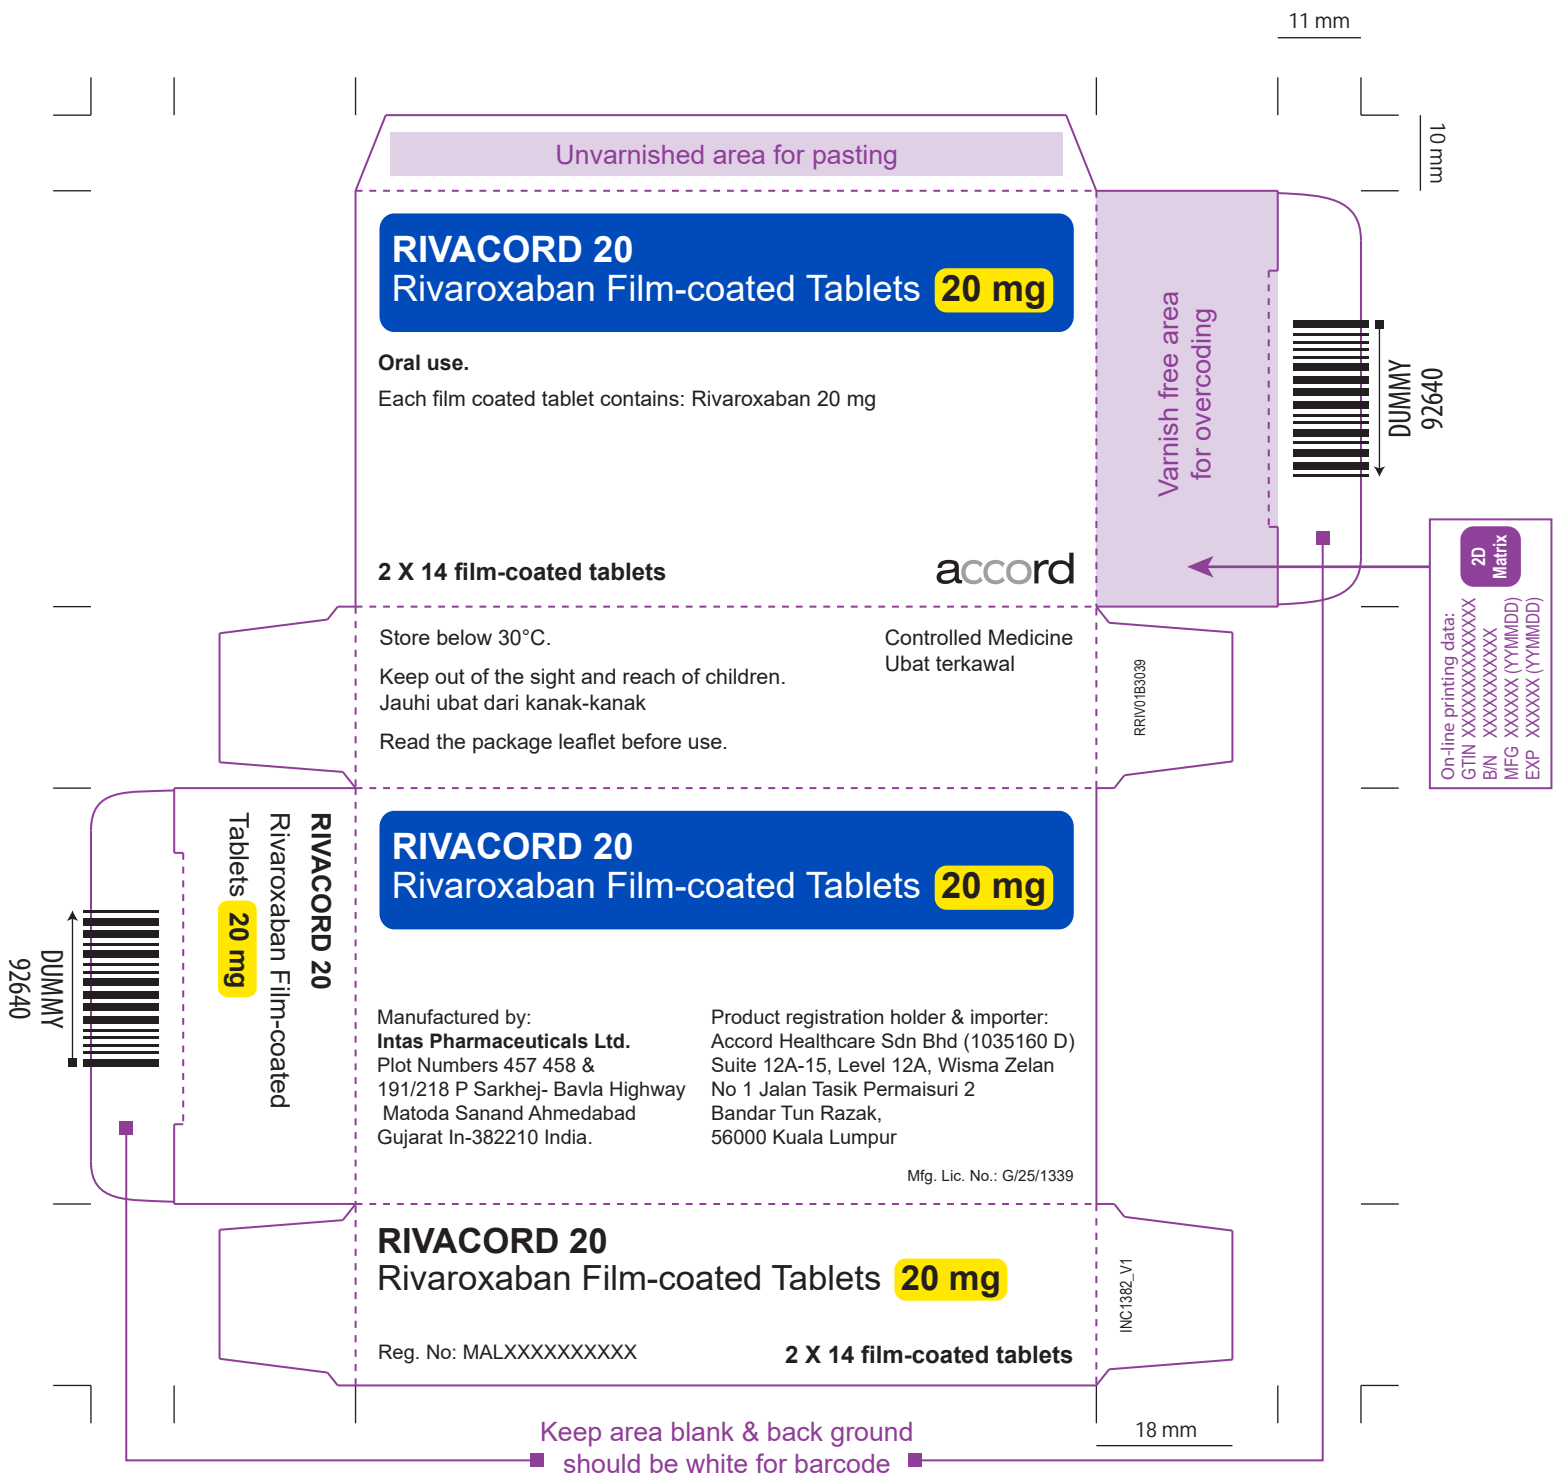 11 mm
10 mm
Unvarnished area for pasting
RIVACORD 20
Rivaroxaban Film-coated Tablets 20 mg
Oral use.
Each film coated tablet contains: Rivaroxaban 20 mg
2 X 14 film-coated tablets
accord
Varnish free area
for overcoding
DUMMY
92640
2D
Matrix
On-line printing data:
GTIN XXXXXXXXXXXXXX
B/N XXXXXXXXXX
MFG XXXXXX (YYMMDD)
EXP XXXXXX (YYMMDD)
Store below 30°C.
Keep out of the sight and reach of children.
Jauhi ubat dari kanak-kanak
Read the package leaflet before use.
Controlled Medicine
Ubat terkawal
RRIV01B3039
RIVACORD 20
Rivaroxaban Film-coated
Tablets 20 mg
DUMMY
92640
RIVACORD 20
Rivaroxaban Film-coated Tablets 20 mg
Manufactured by:
Intas Pharmaceuticals Ltd.
Plot Numbers 457 458 &
191/218 P Sarkhej- Bavla Highway
Matoda Sanand Ahmedabad
Gujarat In-382210 India.
Product registration holder & importer:
Accord Healthcare Sdn Bhd (1035160 D)
Suite 12A-15, Level 12A, Wisma Zelan
No 1 Jalan Tasik Permaisuri 2
Bandar Tun Razak,
56000 Kuala Lumpur
Mfg. Lic. No.: G/25/1339
RIVACORD 20
Rivaroxaban Film-coated Tablets 20 mg
Reg. No: MALXXXXXXXXXX
2 X 14 film-coated tablets
INC1382_V1
18 mm
Keep area blank & back ground
should be white for barcode